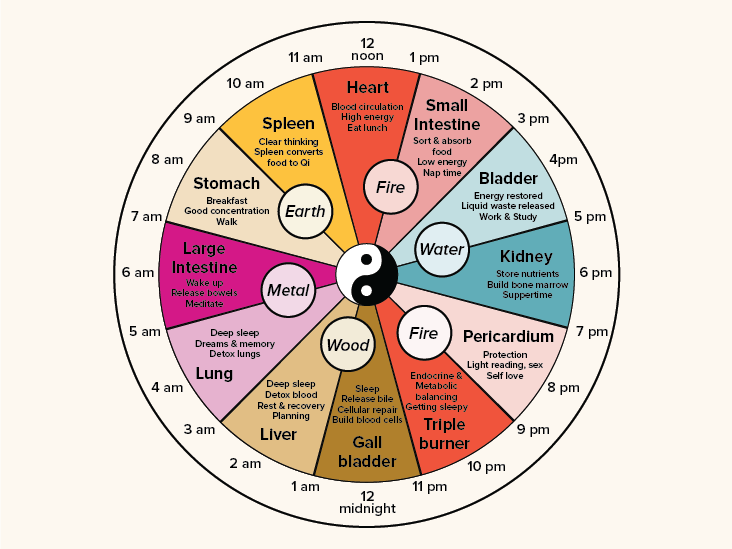 12
noon
1 pm
2 pm
3 pm
4pm
5 pm
6 pm
7 pm
8 pm
9 pm
10 pm
11 pm
12
midnight
1 am
2 am
3 am
4 am
5 am
6 am
7 am
8 am
9 am
10 am
11 am
Heart
Blood circulation
High energy
Eat lunch
Small
Intestine
Sort & absorb
food
Low energy
Nap time
Fire
Bladder
Energy restored
Liquid waste released
Work & Study
Water
Kidney
Store nutrients
Build bone marrow
Suppertime
Pericardium
Protection
Light reading, sex
Self love
Fire
Endocrine &
Metabolic
balancing
Getting sleepy
Triple
burner
Sleep
Release bile
Cellular repair
Build blood cells
Gall
bladder
Wood
Deep sleep
Detox blood
Rest & recovery
Planning
Liver
Deep sleep
Dreams & memory
Detox lungs
Lung
Metal
Large
Intestine
Wake up
Release bowels
Meditate
Stomach
Breakfast
Good concentration
Walk
Earth
Spleen
Clear thinking
Spleen converts
food to Qi